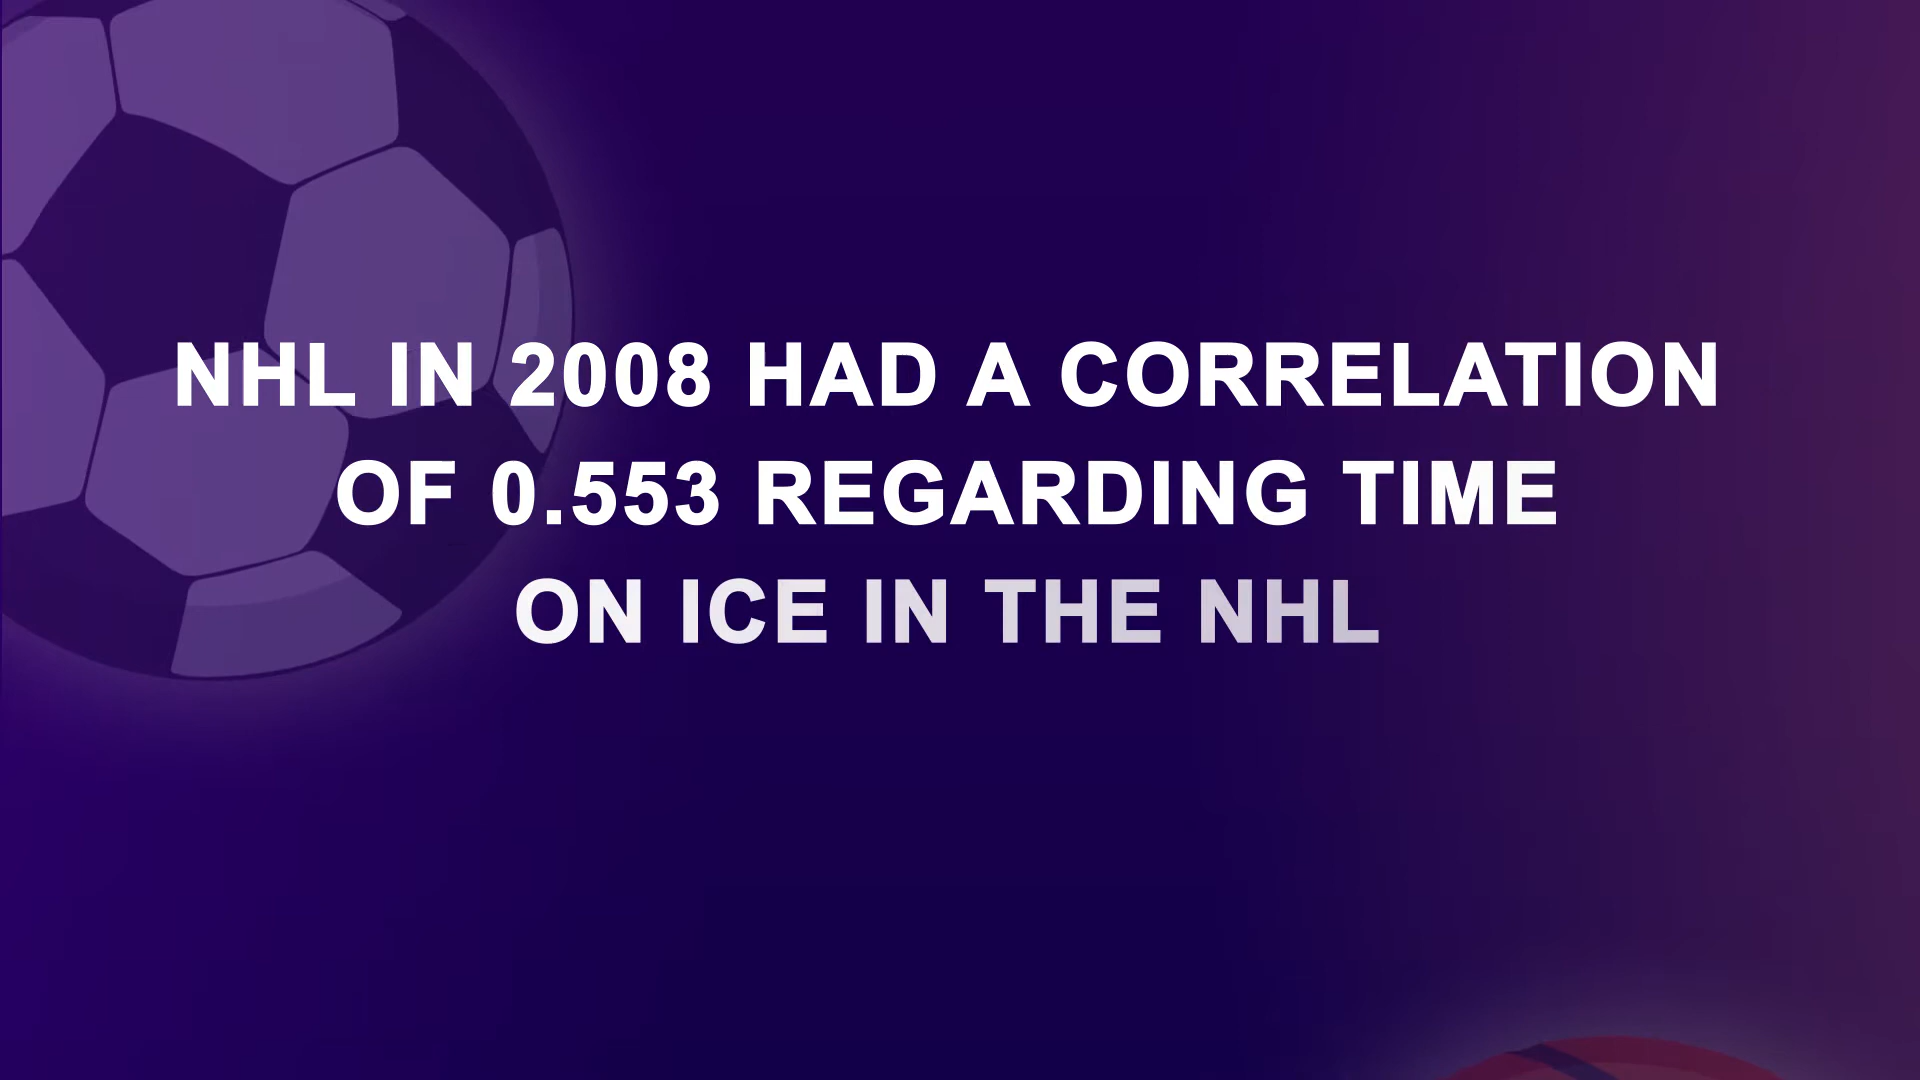 NHL IN 2008 HAD A CORRELATION
OF 0.553 REGARDING TIME
ON ICE IN THE NHL